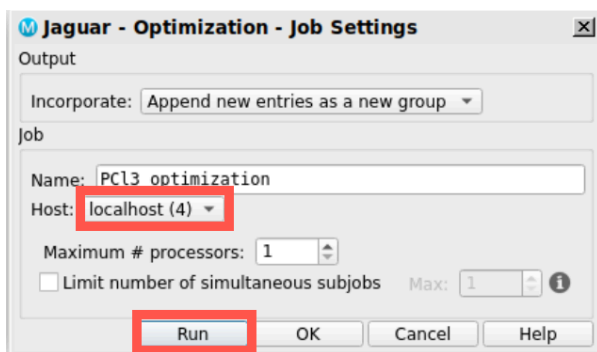 Jaguar - Optimization - Job Settings
Output
Incorporate: Append new entries as a new group
Job
Name: PCl3 optimization
Host: localhost (4)
Maximum # processors: 1
Limit number of simultaneous subjobs Max: 1
Run OK Cancel Help